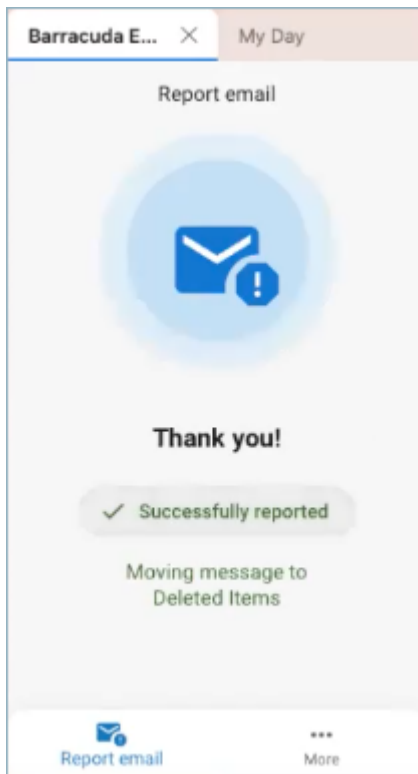 Barracuda E... My Day
Report email
Thank you!
Successfully reported
Moving message to
Deleted Items
Report email More